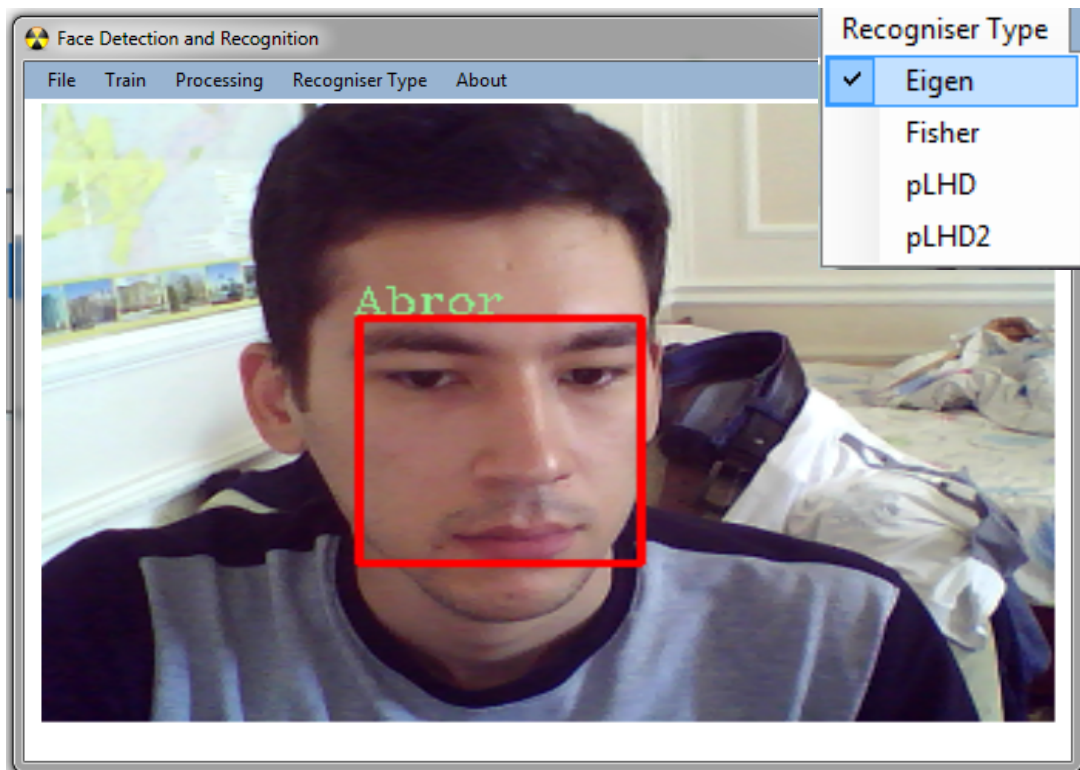 Face Detection and Recognition
File Train Processing Recogniser Type About
Recogniser Type
Eigen
Fisher
pLHD
pLHD2
Abror